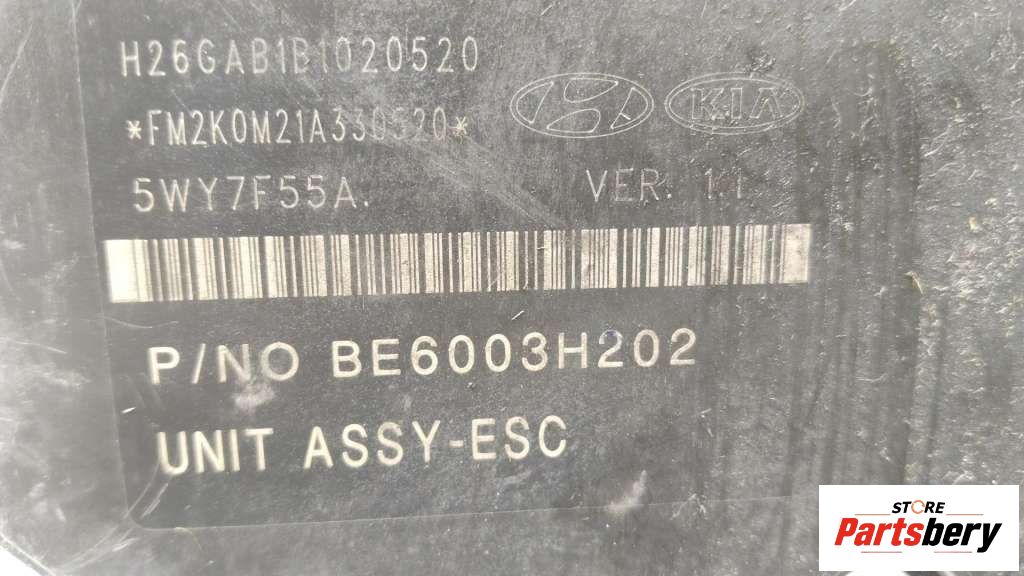 H26GAB1B1020520
*FM2K0M21A330520*
KIA
5WY7F55A.
VER. 1.1
P/NO BE6003H202
UNIT ASSY-ESC
STORE
Partsbery